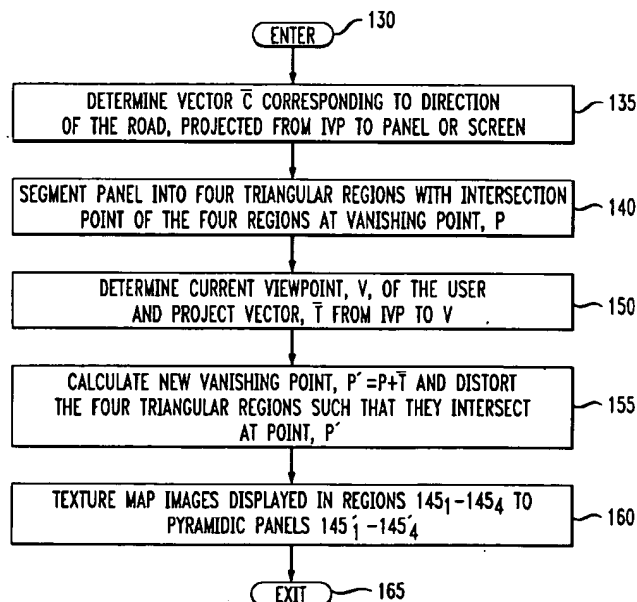 ENTER
130
DETERMINE VECTOR C̅ CORRESPONDING TO DIRECTION
OF THE ROAD, PROJECTED FROM IVP TO PANEL OR SCREEN
135
SEGMENT PANEL INTO FOUR TRIANGULAR REGIONS WITH INTERSECTION
POINT OF THE FOUR REGIONS AT VANISHING POINT, P
140
DETERMINE CURRENT VIEWPOINT, V, OF THE USER
AND PROJECT VECTOR, T̅ FROM IVP TO V
150
CALCULATE NEW VANISHING POINT, P′=P+T̅ AND DISTORT
THE FOUR TRIANGULAR REGIONS SUCH THAT THEY INTERSECT
AT POINT, P′
155
TEXTURE MAP IMAGES DISPLAYED IN REGIONS 145₁–145₄ TO
PYRAMIDIC PANELS 145′₁–145′₄
160
EXIT
165